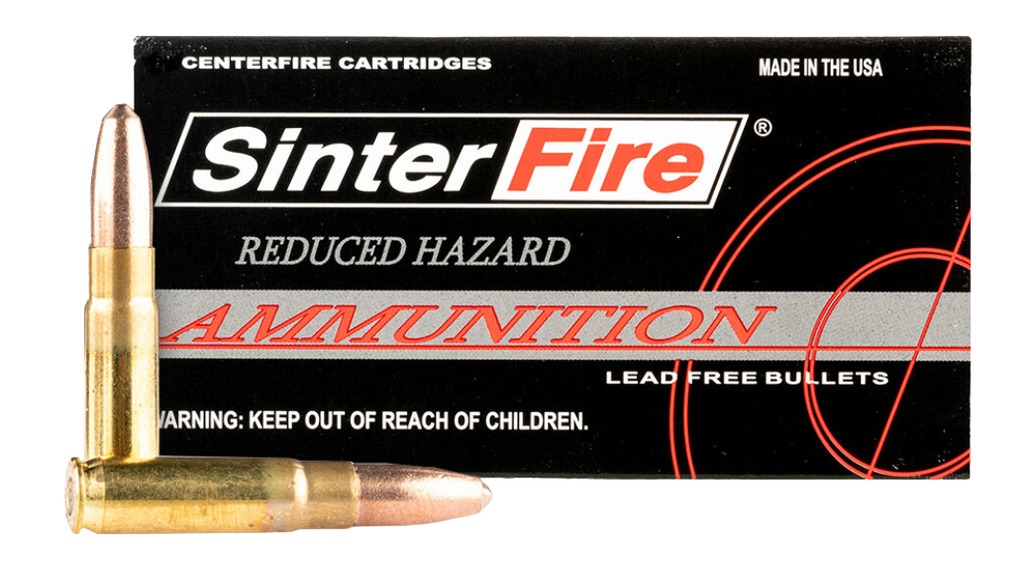 CENTERFIRE CARTRIDGES
MADE IN THE USA
SinterFire®
REDUCED HAZARD
AMMUNITION
LEAD FREE BULLETS
WARNING: KEEP OUT OF REACH OF CHILDREN.